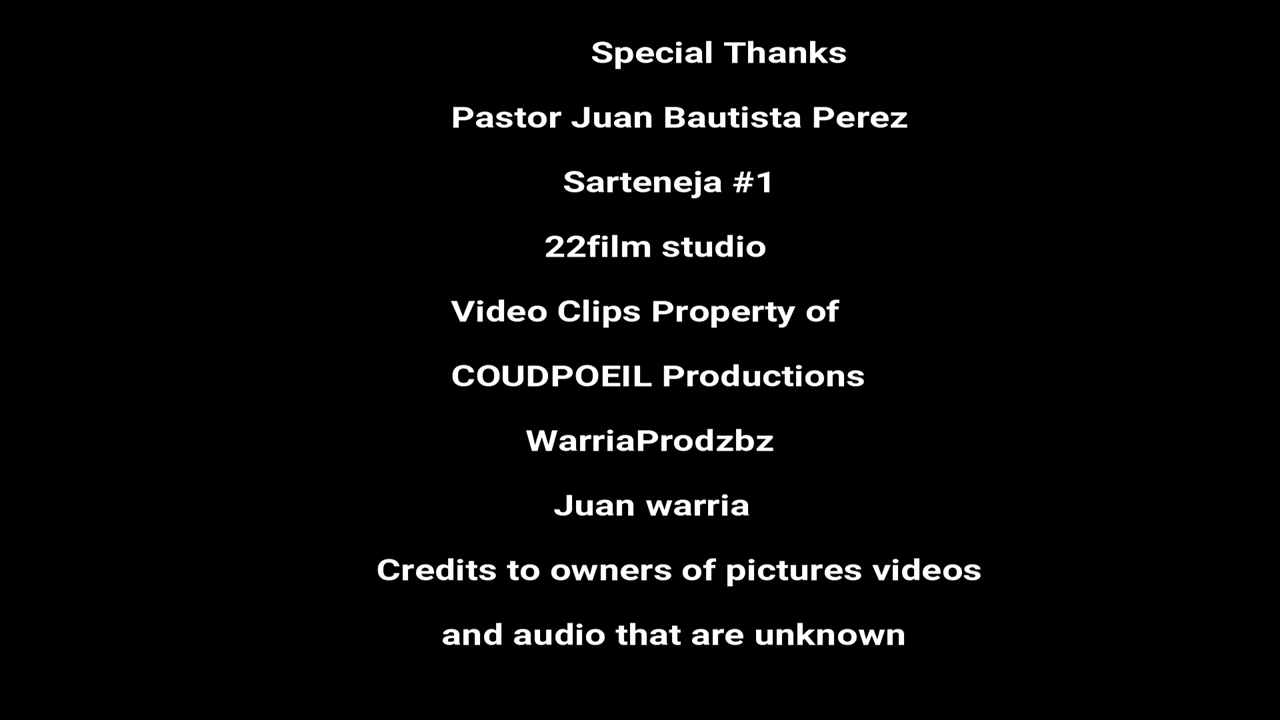 Special Thanks
Pastor Juan Bautista Perez
Sarteneja #1
22film studio
Video Clips Property of
COUDPOEIL Productions
WarriaProdzbz
Juan warria
Credits to owners of pictures videos
and audio that are unknown